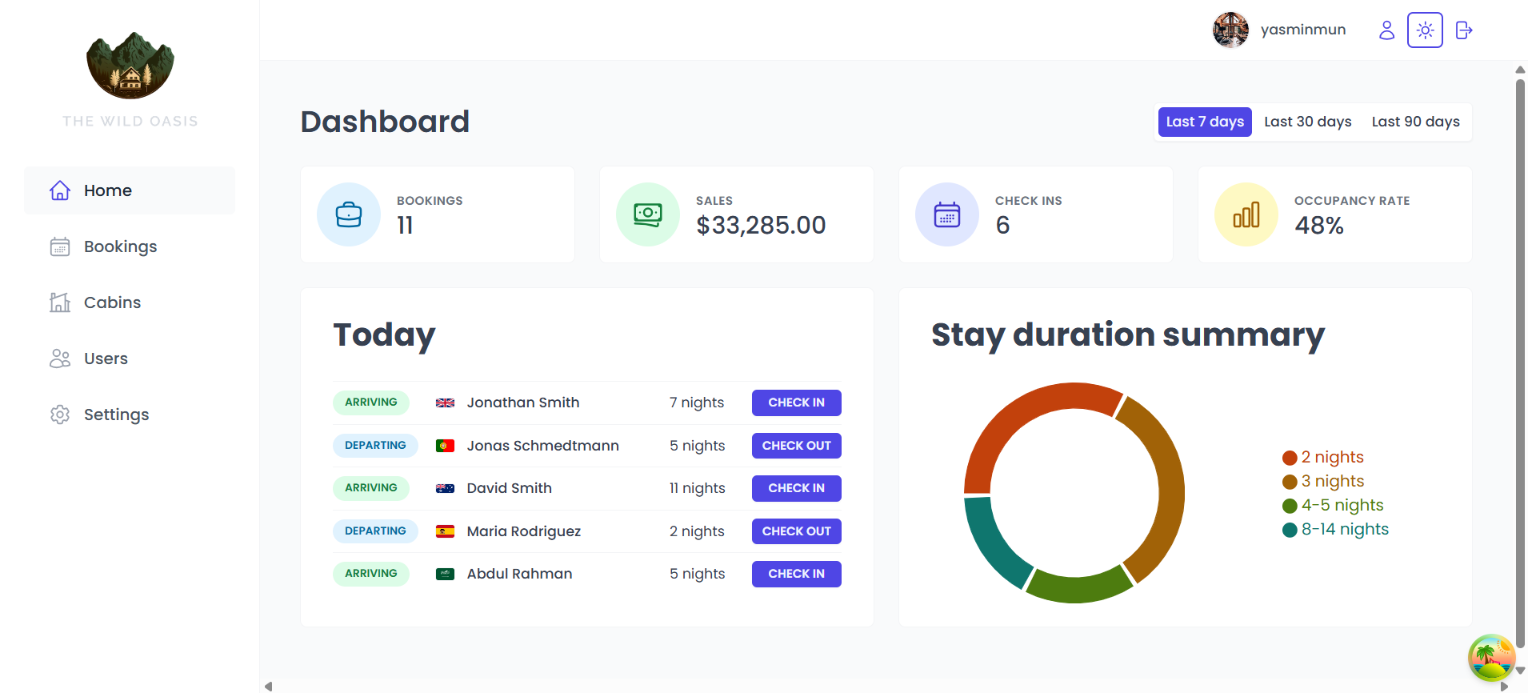 yasminmun
THE WILD OASIS
Home
Bookings
Cabins
Users
Settings
Dashboard
Last 7 days Last 30 days Last 90 days
BOOKINGS
11
SALES
$33,285.00
CHECK INS
6
OCCUPANCY RATE
48%
Today
ARRIVING Jonathan Smith 7 nights CHECK IN
DEPARTING Jonas Schmedtmann 5 nights CHECK OUT
ARRIVING David Smith 11 nights CHECK IN
DEPARTING Maria Rodriguez 2 nights CHECK OUT
ARRIVING Abdul Rahman 5 nights CHECK IN
Stay duration summary
2 nights
3 nights
4-5 nights
8-14 nights